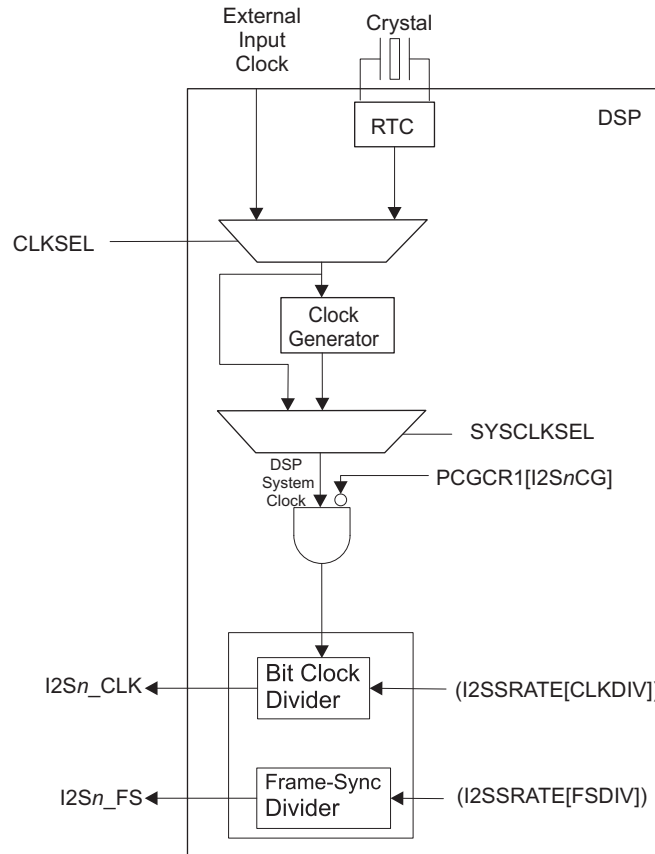 External
Input
Clock
Crystal
RTC
DSP
CLKSEL
Clock
Generator
SYSCLKSEL
DSP
System
Clock
PCGCR1[I2SnCG]
I2Sn_CLK
Bit Clock
Divider
(I2SSRATE[CLKDIV])
I2Sn_FS
Frame-Sync
Divider
(I2SSRATE[FSDIV])